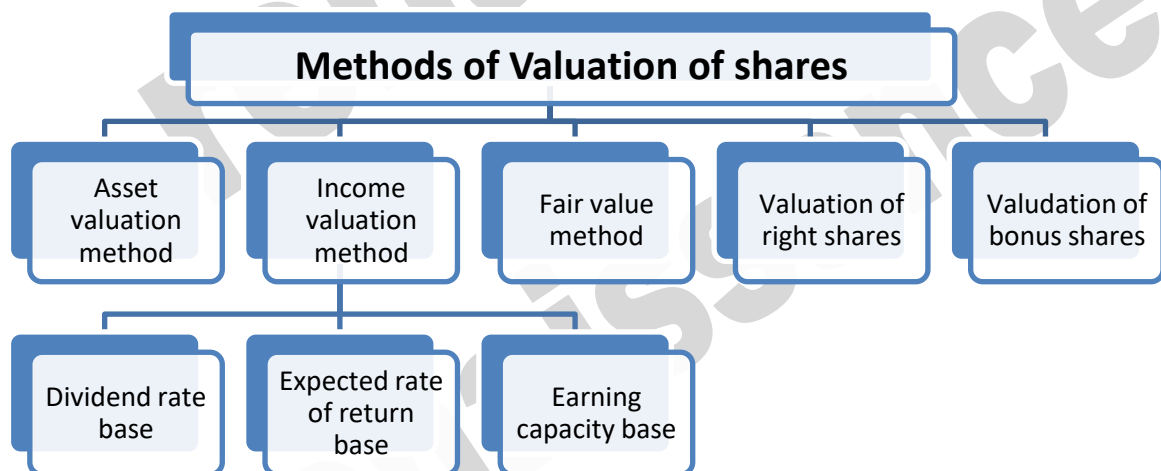 Methods of Valuation of shares
Asset
valuation
method
Income
valuation
method
Fair value
method
Valuation of
right shares
Valudation of
bonus shares
Dividend rate
base
Expected rate
of return
base
Earning
capacity base